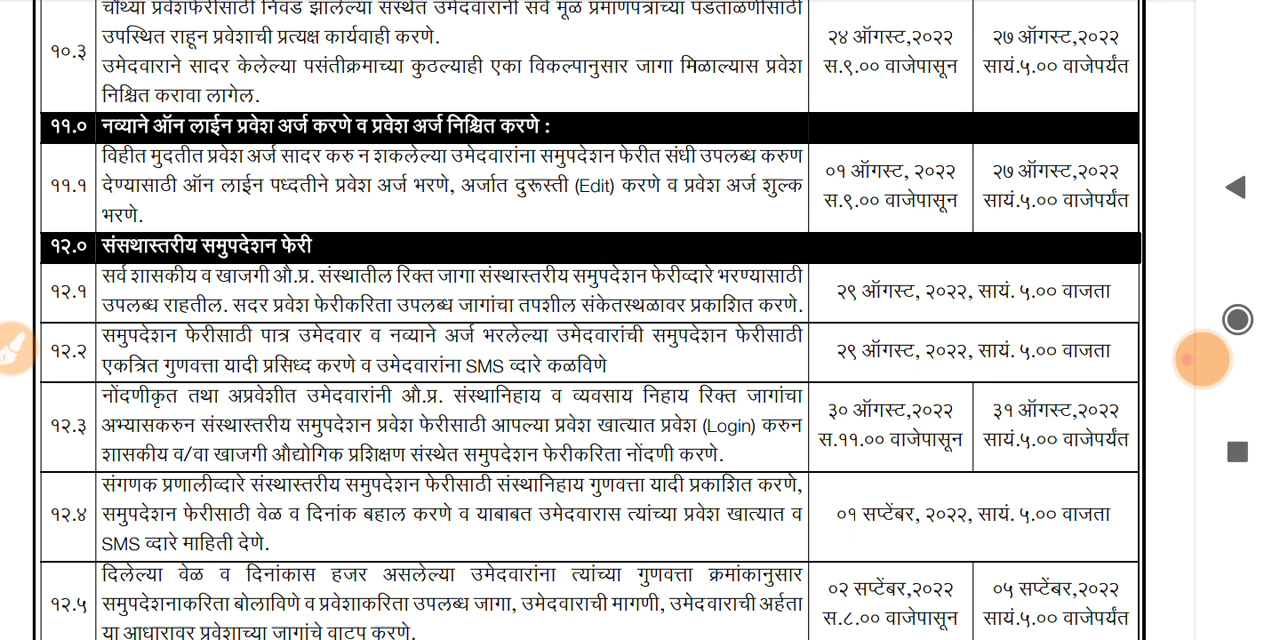 चौथ्या प्रवेशफेरीसाठी निवड झालेल्या संस्थेत उमेदवारांनी सर्व मूळ प्रमाणपत्रांच्या पडताळणीसाठी
१०.३ उपस्थित राहून प्रवेशाची प्रत्यक्ष कार्यवाही करणे. २४ ऑगस्ट,२०२२ २७ ऑगस्ट,२०२२
उमेदवाराने सादर केलेल्या पसंतीक्रमाच्या कुठल्याही एका विकल्पानुसार जागा मिळाल्यास प्रवेश स.९.०० वाजेपासून सायं.५.०० वाजेपर्यंत
निश्चित करावा लागेल.
११.० नव्याने ऑन लाईन प्रवेश अर्ज करणे व प्रवेश अर्ज निश्चित करणे :
विहीत मुदतीत प्रवेश अर्ज सादर करु न शकलेल्या उमेदवारांना समुपदेशन फेरीत संधी उपलब्ध करुण
११.१ देण्यासाठी ऑन लाईन पध्दतीने प्रवेश अर्ज भरणे, अर्जात दुरूस्ती (Edit) करणे व प्रवेश अर्ज शुल्क ०१ ऑगस्ट, २०२२ २७ ऑगस्ट,२०२२
भरणे. स.९.०० वाजेपासून सायं.५.०० वाजेपर्यंत
१२.० संसथास्तरीय समुपदेशन फेरी
सर्व शासकीय व खाजगी औ.प्र. संस्थातील रिक्त जागा संस्थास्तरीय समुपदेशन फेरीव्दारे भरण्यासाठी
१२.१ उपलब्ध राहतील. सदर प्रवेश फेरीकरिता उपलब्ध जागांचा तपशील संकेतस्थळावर प्रकाशित करणे. २९ ऑगस्ट, २०२२, सायं. ५.०० वाजता
समुपदेशन फेरीसाठी पात्र उमेदवार व नव्याने अर्ज भरलेल्या उमेदवारांची समुपदेशन फेरीसाठी
१२.२ एकत्रित गुणवत्ता यादी प्रसिध्द करणे व उमेदवारांना SMS व्दारे कळविणे २९ ऑगस्ट, २०२२, सायं. ५.०० वाजता
नोंदणीकृत तथा अप्रवेशीत उमेदवारांनी औ.प्र. संस्थानिहाय व व्यवसाय निहाय रिक्त जागांचा ३० ऑगस्ट,२०२२ ३१ ऑगस्ट,२०२२
१२.३ अभ्यासकरुन संस्थास्तरीय समुपदेशन प्रवेश फेरीसाठी आपल्या प्रवेश खात्यात प्रवेश (Login) करुन स.११.०० वाजेपासून सायं.५.०० वाजेपर्यंत
शासकीय व/वा खाजगी औद्योगिक प्रशिक्षण संस्थेत समुपदेशन फेरीकरिता नोंदणी करणे.
संगणक प्रणालीव्दारे संस्थास्तरीय समुपदेशन फेरीसाठी संस्थानिहाय गुणवत्ता यादी प्रकाशित करणे,
१२.४ समुपदेशन फेरीसाठी वेळ व दिनांक बहाल करणे व याबाबत उमेदवारास त्यांच्या प्रवेश खात्यात व ०१ सप्टेंबर, २०२२, सायं. ५.०० वाजता
SMS व्दारे माहिती देणे.
दिलेल्या वेळ व दिनांकास हजर असलेल्या उमेदवारांना त्यांच्या गुणवत्ता क्रमांकानुसार ०२ सप्टेंबर,२०२२ ०५ सप्टेंबर,२०२२
१२.५ समुपदेशनाकरिता बोलाविणे व प्रवेशाकरिता उपलब्ध जागा, उमेदवाराची मागणी, उमेदवाराची अर्हता स.८.०० वाजेपासून सायं.५.०० वाजेपर्यंत
या आधारावर प्रवेशाच्या जागांचे वाटप करणे.